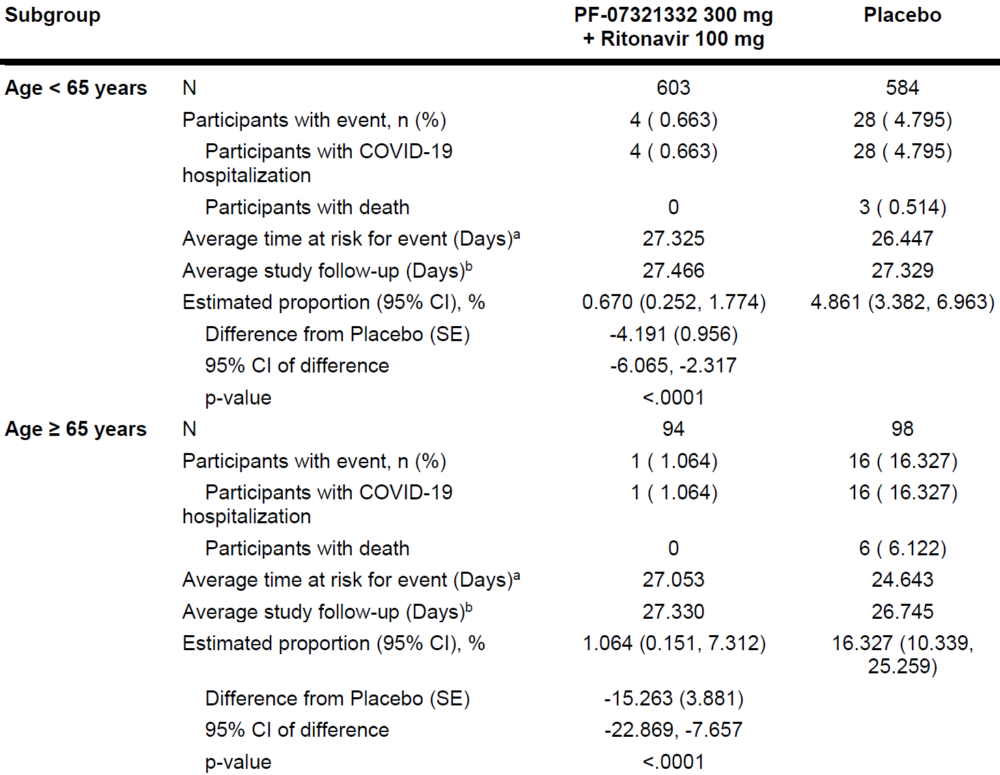 Subgroup PF-07321332 300 mg Placebo
+ Ritonavir 100 mg
Age < 65 years N 603 584
Participants with event, n (%) 4 ( 0.663) 28 ( 4.795)
Participants with COVID-19 4 ( 0.663) 28 ( 4.795)
hospitalization
Participants with death 0 3 ( 0.514)
Average time at risk for event (Days)a 27.325 26.447
Average study follow-up (Days)b 27.466 27.329
Estimated proportion (95% CI), % 0.670 (0.252, 1.774) 4.861 (3.382, 6.963)
Difference from Placebo (SE) -4.191 (0.956)
95% CI of difference -6.065, -2.317
p-value <.0001
Age ≥ 65 years N 94 98
Participants with event, n (%) 1 ( 1.064) 16 ( 16.327)
Participants with COVID-19 1 ( 1.064) 16 ( 16.327)
hospitalization
Participants with death 0 6 ( 6.122)
Average time at risk for event (Days)a 27.053 24.643
Average study follow-up (Days)b 27.330 26.745
Estimated proportion (95% CI), % 1.064 (0.151, 7.312) 16.327 (10.339,
25.259)
Difference from Placebo (SE) -15.263 (3.881)
95% CI of difference -22.869, -7.657
p-value <.0001